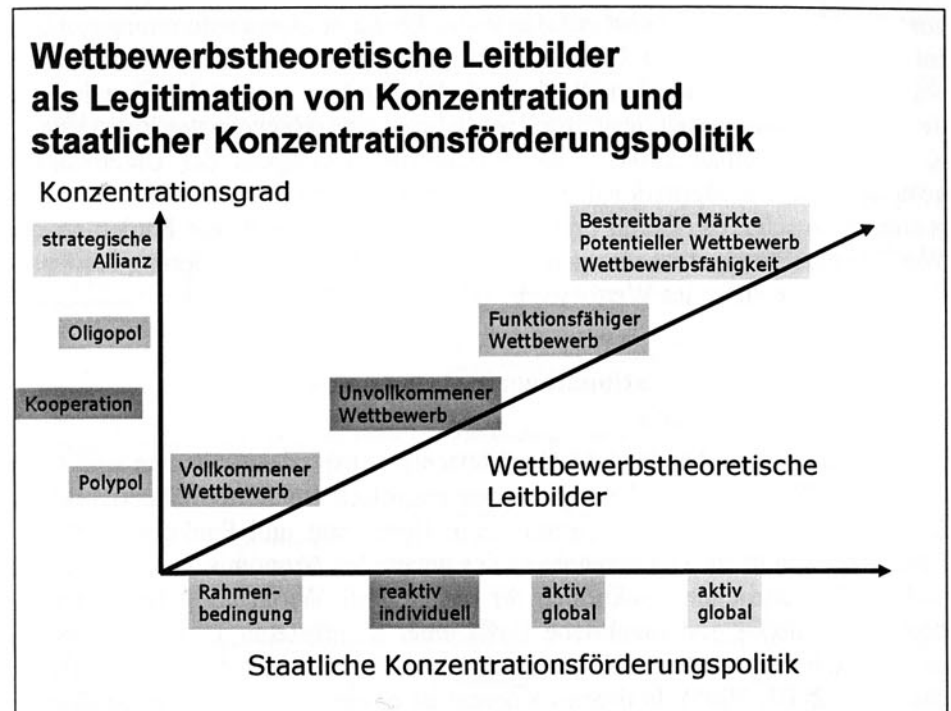 Wettbewerbstheoretische Leitbilder
als Legitimation von Konzentration und
staatlicher Konzentrationsförderungspolitik
Konzentrationsgrad
strategische
Allianz
Oligopol
Kooperation
Polypol
Bestreitbare Märkte
Potentieller Wettbewerb
Wettbewerbsfähigkeit
Funktionsfähiger
Wettbewerb
Unvollkommener
Wettbewerb
Vollkommener
Wettbewerb
Wettbewerbstheoretische
Leitbilder
Rahmen-
bedingung
reaktiv
individuell
aktiv
global
aktiv
global
Staatliche Konzentrationsförderungspolitik